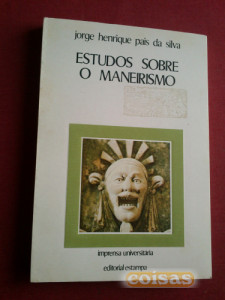 jorge henrique pais da silva
ESTUDOS SOBRE
O MANEIRISMO
imprensa universitária
editorial estampa
coisas